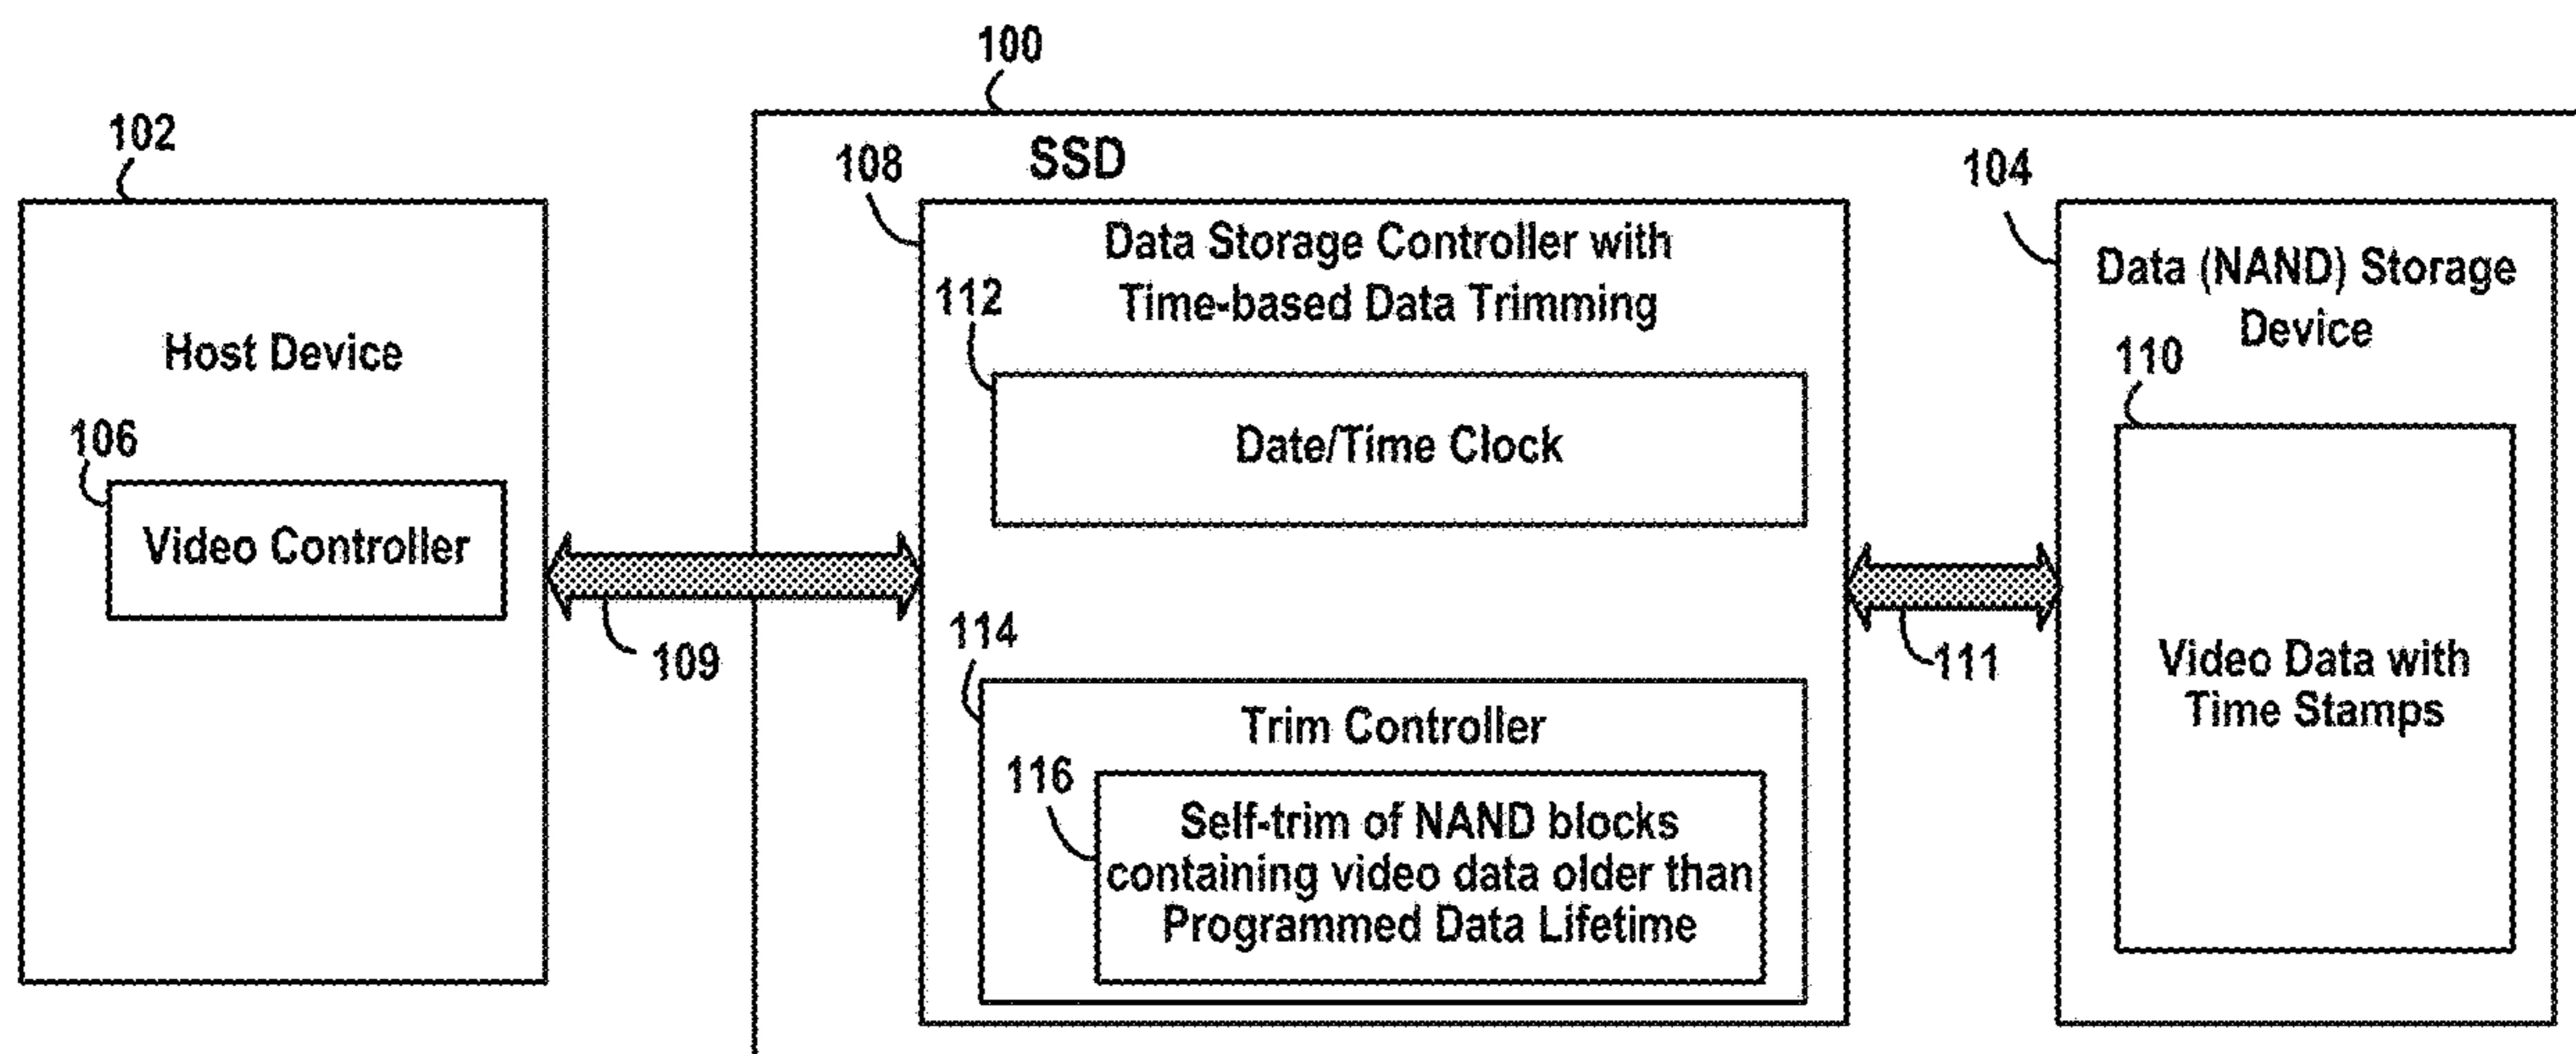 100
102
SSD
108
104
Data Storage Controller with
Time-based Data Trimming
Data (NAND) Storage
Device
112
110
Host Device
Date/Time Clock
106
Video Controller
109
111
114
Trim Controller
Video Data with
Time Stamps
116
Self-trim of NAND blocks
containing video data older than
Programmed Data Lifetime